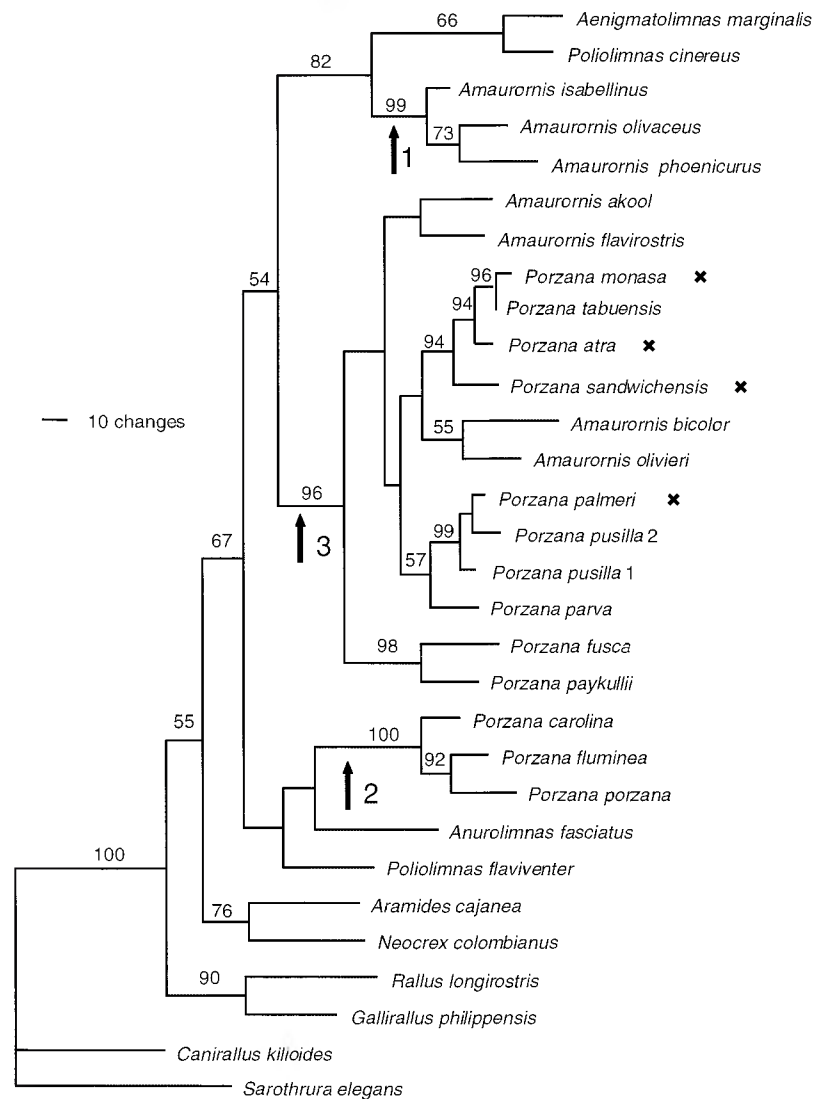 66
Aenigmatolimnas marginalis
Poliolimnas cinereus
82
Amaurornis isabellinus
99
Amaurornis olivaceus
73
1
Amaurornis phoenicurus
Amaurornis akool
Amaurornis flavirostris
54
96
Porzana monasa ✖
94
Porzana tabuensis
94
Porzana atra ✖
Porzana sandwichensis ✖
10 changes
55
Amaurornis bicolor
Amaurornis olivieri
96
Porzana palmeri ✖
99
Porzana pusilla 2
67
3
57
Porzana pusilla 1
Porzana parva
98
Porzana fusca
Porzana paykullii
55
Porzana carolina
100
92
Porzana fluminea
2
Porzana porzana
Anurolimnas fasciatus
100
Poliolimnas flaviventer
76
Aramides cajanea
Neocrex colombianus
90
Rallus longirostris
Gallirallus philippensis
Canirallus kilioides
Sarothrura elegans